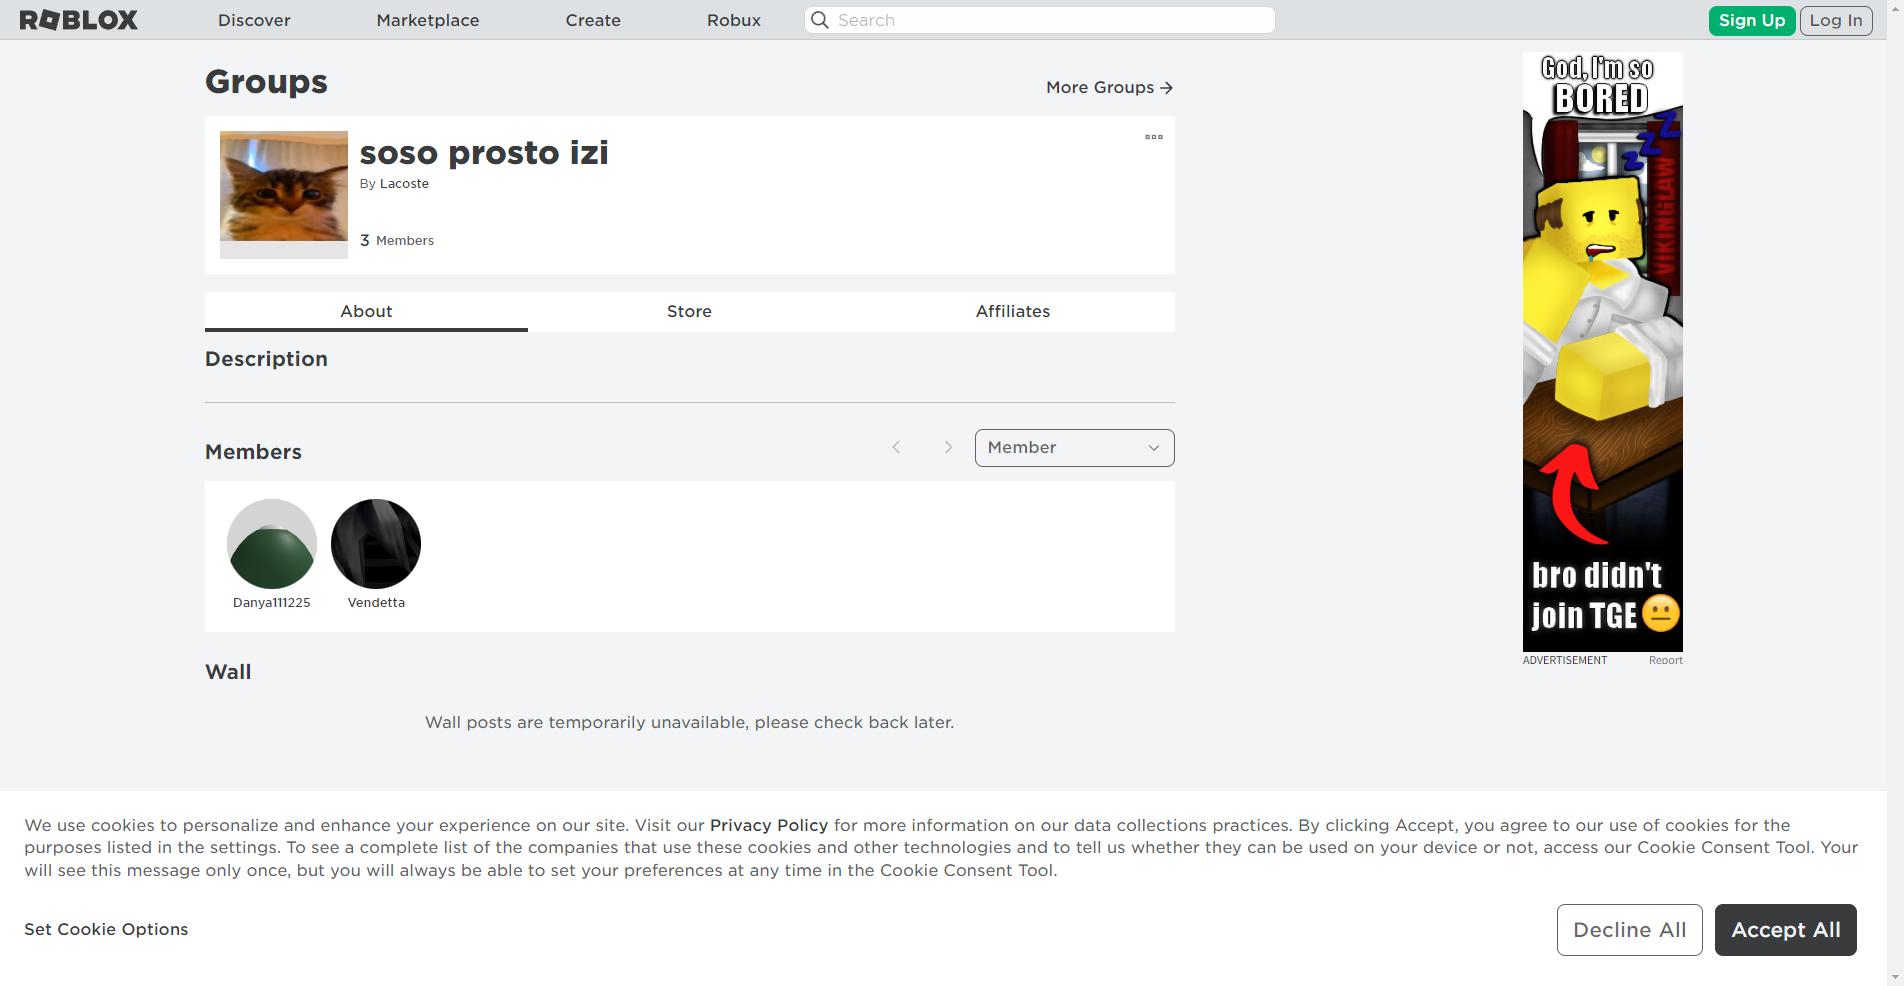 ROBLOX
Discover
Marketplace
Create
Robux
Search
Sign Up
Log In
Groups
More Groups
soso prosto izi
By Lacoste
3 Members
About
Store
Affiliates
Description
Members
Member
Danya111225
Vendetta
Wall
Wall posts are temporarily unavailable, please check back later.
God, I'm so
BORED
zzz
VIKINGLAW
bro didn't
join TGE
ADVERTISEMENT
Report
We use cookies to personalize and enhance your experience on our site. Visit our Privacy Policy for more information on our data collections practices. By clicking Accept, you agree to our use of cookies for the
purposes listed in the settings. To see a complete list of the companies that use these cookies and other technologies and to tell us whether they can be used on your device or not, access our Cookie Consent Tool. Your
will see this message only once, but you will always be able to set your preferences at any time in the Cookie Consent Tool.
Set Cookie Options
Decline All
Accept All